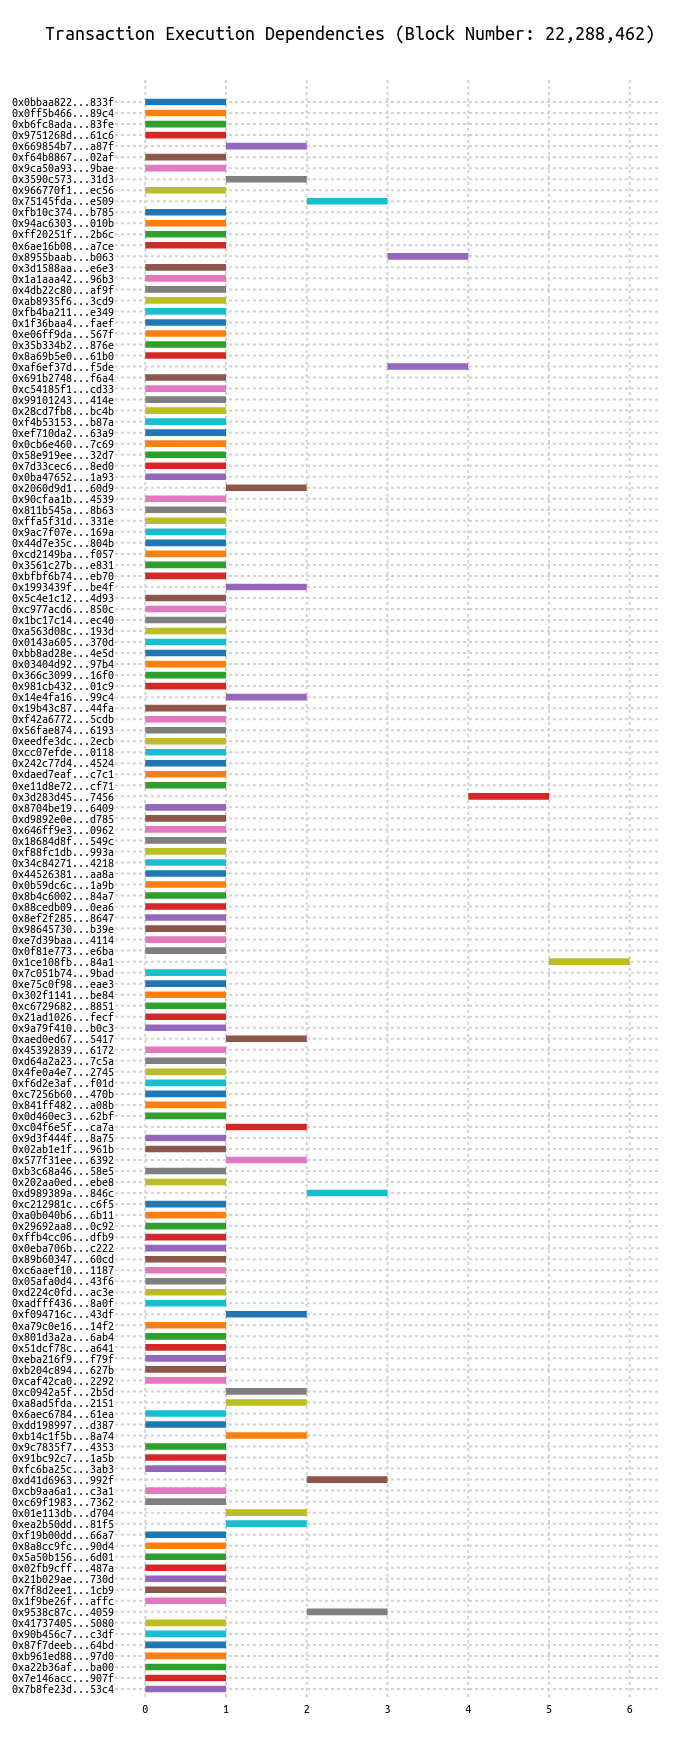 Transaction Execution Dependencies (Block Number: 22,288,462)
0x0bbaa822...833f
0x0ff5b466...89c4
0xb6fc8ada...83fe
0x9751268d...61c6
0x669854b7...a87f
0xf64b8867...02af
0x9ca50a93...9bae
0x3590c573...31d3
0x966770f1...ec56
0x75145fda...e509
0xfb10c374...b785
0x94ac6303...010b
0xff20251f...2b6c
0x6ae16b08...a7ce
0x8955baab...b063
0x3d1588aa...e6e3
0x1a1aaa42...96b3
0x4db22c80...af9f
0xab8935f6...3cd9
0xfb4ba211...e349
0x1f36baa4...faef
0xe06ff9da...567f
0x35b334b2...876e
0x8a69b5e0...61b0
0xaf6ef37d...f5de
0x691b2748...f6a4
0xc54185f1...cd33
0x99101243...414e
0x28cd7fb8...bc4b
0xf4b53153...b87a
0xef710da2...63a9
0x0cb6e460...7c69
0x58e919ee...32d7
0x7d33cec6...8ed0
0x0ba47652...1a93
0x2060d9d1...60d9
0x90cfaa1b...4539
0x811b545a...8b63
0xffa5f31d...331e
0x9ac7f07e...169a
0x44d7e35c...804b
0xcd2149ba...f057
0x3561c27b...e831
0xbfbf6b74...eb70
0x1993439f...be4f
0x5c4e1c12...4d93
0xc977acd6...850c
0x1bc17c14...ec40
0xa563d08c...193d
0x0143a605...370d
0xbb8ad28e...4e5d
0x03404d92...97b4
0x366c3099...16f0
0x981cb432...01c9
0x14e4fa16...99c4
0x19b43c87...44fa
0xf42a6772...5cdb
0x56fae874...6193
0xeedfe3dc...2ecb
0xcc07efde...0118
0x242c77d4...4524
0xdaed7eaf...c7c1
0xe11d8e72...cf71
0x3d283d45...7456
0x8704be19...6409
0xd9892e0e...d785
0x646ff9e3...0962
0x18684d8f...549c
0xf88fc1db...993a
0x34c84271...4218
0x44526381...aa8a
0x0b59dc6c...1a9b
0x8b4c6002...84a7
0x88cedb09...0ea6
0x8ef2f285...8647
0x98645730...b39e
0xe7d39baa...4114
0x0f81e773...e6ba
0x1ce108fb...84a1
0x7c051b74...9bad
0xe75c0f98...eae3
0x302f1141...be84
0xc6729682...8851
0x21ad1026...fecf
0x9a79f410...b0c3
0xaed0ed67...5417
0x45392839...6172
0xd64a2a23...7c5a
0x4fe0a4e7...2745
0xf6d2e3af...f01d
0xc7256b60...470b
0x841ff482...a08b
0x0d460ec3...62bf
0xc04f6e5f...ca7a
0x9d3f444f...8a75
0x02ab1e1f...961b
0x577f31ee...6392
0xb3c68a46...58e5
0x202aa0ed...ebe8
0xd989389a...846c
0xc212981c...c6f5
0xa0b040b6...6b11
0x29692aa8...0c92
0xffb4cc06...dfb9
0x0eba706b...c222
0x89b60347...60cd
0xc6aaef10...1187
0x05afa0d4...43f6
0xd224c0fd...ac3e
0xadfff436...8a0f
0xf094716c...43df
0xa79c0e16...14f2
0x801d3a2a...6ab4
0x51dcf78c...a641
0xeba216f9...f79f
0xb204c894...627b
0xcaf42ca0...2292
0xc0942a5f...2b5d
0xa8ad5fda...2151
0x6aec6784...61ea
0xdd198997...d387
0xb14c1f5b...8a74
0x9c7835f7...4353
0x91bc92c7...1a5b
0xfc6ba25c...3ab3
0xd41d6963...992f
0xcb9aa6a1...c3a1
0xc69f1983...7362
0x01e113db...d704
0xea2b50dd...81f5
0xf19b00dd...66a7
0x8a8cc9fc...90d4
0x5a50b156...6d01
0x02fb9cff...487a
0x21b029ae...730d
0x7f8d2ee1...1cb9
0x1f9be26f...affc
0x9538c87c...4059
0x41737405...5080
0x90b456c7...c3df
0x87f7deeb...64bd
0xb961ed88...97d0
0xa22b36af...ba00
0x7e146acc...907f
0x7b8fe23d...53c4
0 1 2 3 4 5 6